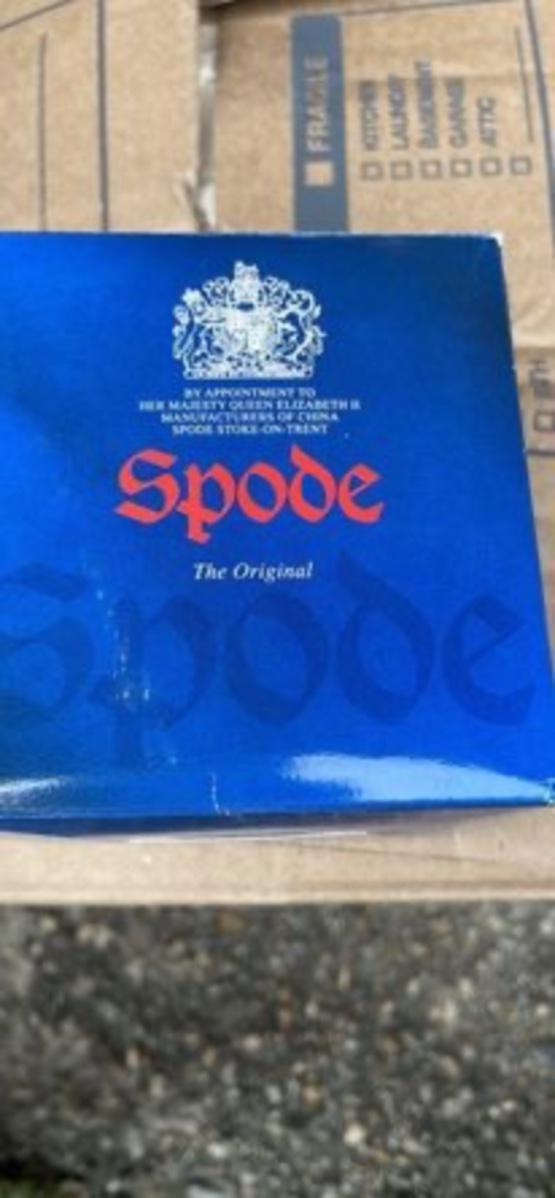 FRAGILE
KITCHEN
LAUNDRY
BASEMENT
GARAGE
ATTIC
BY APPOINTMENT TO
HER MAJESTY QUEEN ELIZABETH II
MANUFACTURERS OF CHINA
SPODE STOKE-ON-TRENT
Spode
The Original
Spode